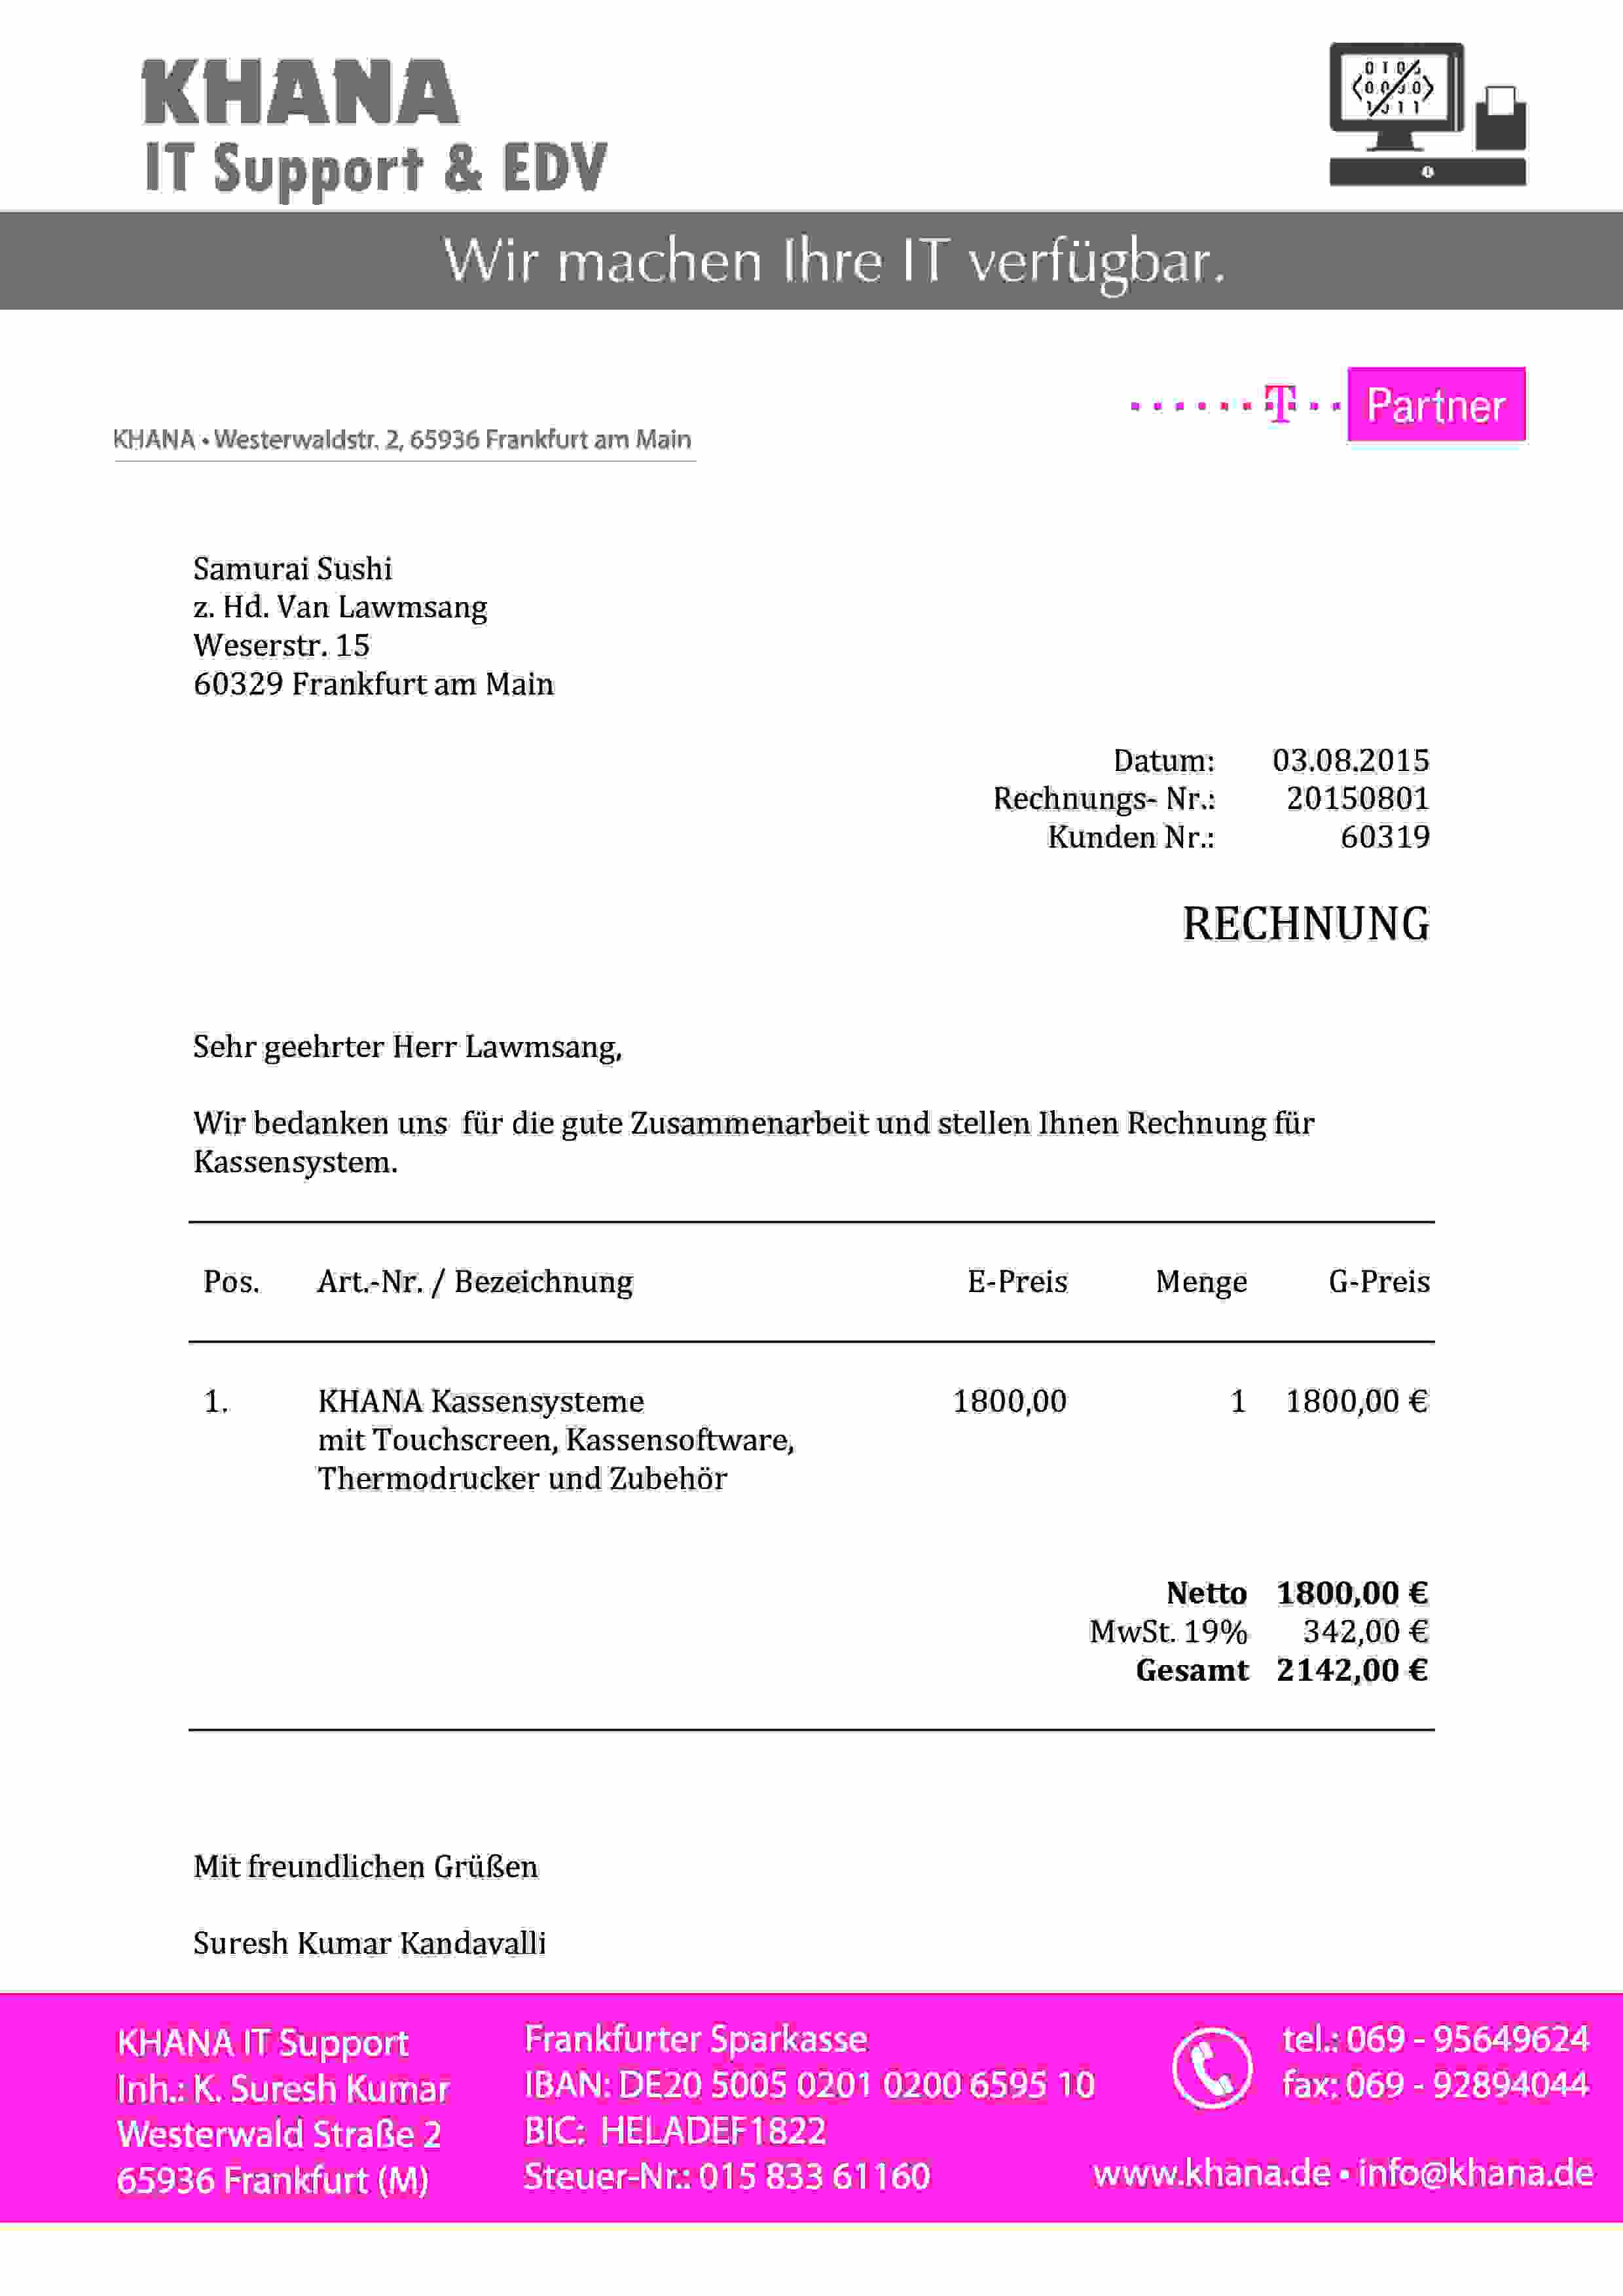 KHANA
IT Support & EDV
Wir machen Ihre IT verfügbar.
T Partner
KHANA • Westerwaldstr. 2, 65936 Frankfurt am Main
Samurai Sushi
z. Hd. Van Lawmsang
Weserstr. 15
60329 Frankfurt am Main
Datum: 03.08.2015
Rechnungs- Nr.: 20150801
Kunden Nr.: 60319
RECHNUNG
Sehr geehrter Herr Lawmsang,
Wir bedanken uns für die gute Zusammenarbeit und stellen Ihnen Rechnung für
Kassensystem.
Pos. Art.-Nr. / Bezeichnung E-Preis Menge G-Preis
1. KHANA Kassensysteme 1800,00 1 1800,00 €
mit Touchscreen, Kassensoftware,
Thermodrucker und Zubehör
Netto 1800,00 €
MwSt. 19% 342,00 €
Gesamt 2142,00 €
Mit freundlichen Grüßen
Suresh Kumar Kandavalli
KHANA IT Support
Inh.: K. Suresh Kumar
Westerwald Straße 2
65936 Frankfurt (M)
Frankfurter Sparkasse
IBAN: DE20 5005 0201 0200 6595 10
BIC: HELADEF1822
Steuer-Nr.: 015 833 61160
tel.: 069 - 95649624
fax: 069 - 92894044
www.khana.de • info@khana.de